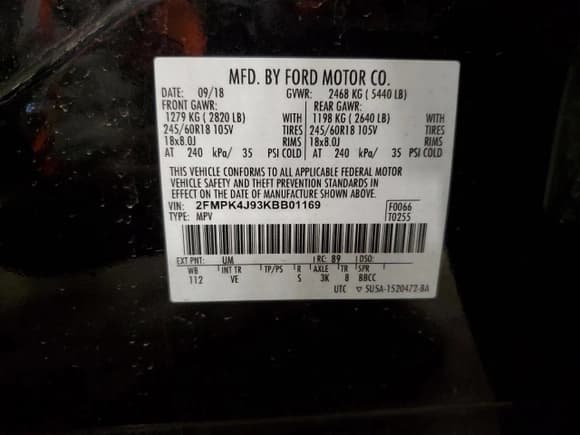 MFD. BY FORD MOTOR CO.
DATE: 09/18 GVWR: 2468 KG ( 5440 LB)
FRONT GAWR: REAR GAWR:
1279 KG ( 2820 LB) WITH 1198 KG ( 2640 LB) WITH
245/60R18 105V TIRES 245/60R18 105V TIRES
18x8.0J RIMS 18x8.0J RIMS
AT 240 kPa/ 35 PSI COLD AT 240 kPa/ 35 PSI COLD
THIS VEHICLE CONFORMS TO ALL APPLICABLE FEDERAL MOTOR
VEHICLE SAFETY AND THEFT PREVENTION STANDARDS IN
EFFECT ON THE DATE OF MANUFACTURE SHOWN ABOVE.
VIN: 2FMPK4J93KBB01169 F0066
TYPE: MPV T0255
EXT PNT: UM RC: 89 DSO:
WB INT TR TP/PS R AXLE TR SPR
112 VE S 3K 8 BBCC
UTC ▽ 5U5A-1520472-BA